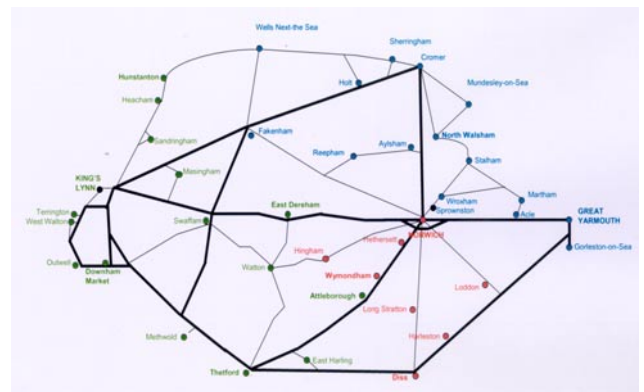 Wells Next-the Sea
Sherringham
Cromer
Hunstanton
Holt
Mundesley-on-Sea
Heacham
Fakenham
North Walsham
Sandringham
Aylsham
Reepham
Stalham
Massingham
KING'S
LYNN
East Dereham
Wroxham
Martham
Sprowston
Terrington
West Walton
Swaffam
Acle
GREAT
YARMOUTH
NORWICH
Hethersett
Hingham
Gorleston-on-Sea
Outwell
Downham
Market
Watton
Wymondham
Loddon
Attleborough
Long Stratton
Methwold
Harleston
East Harling
Thetford
Diss